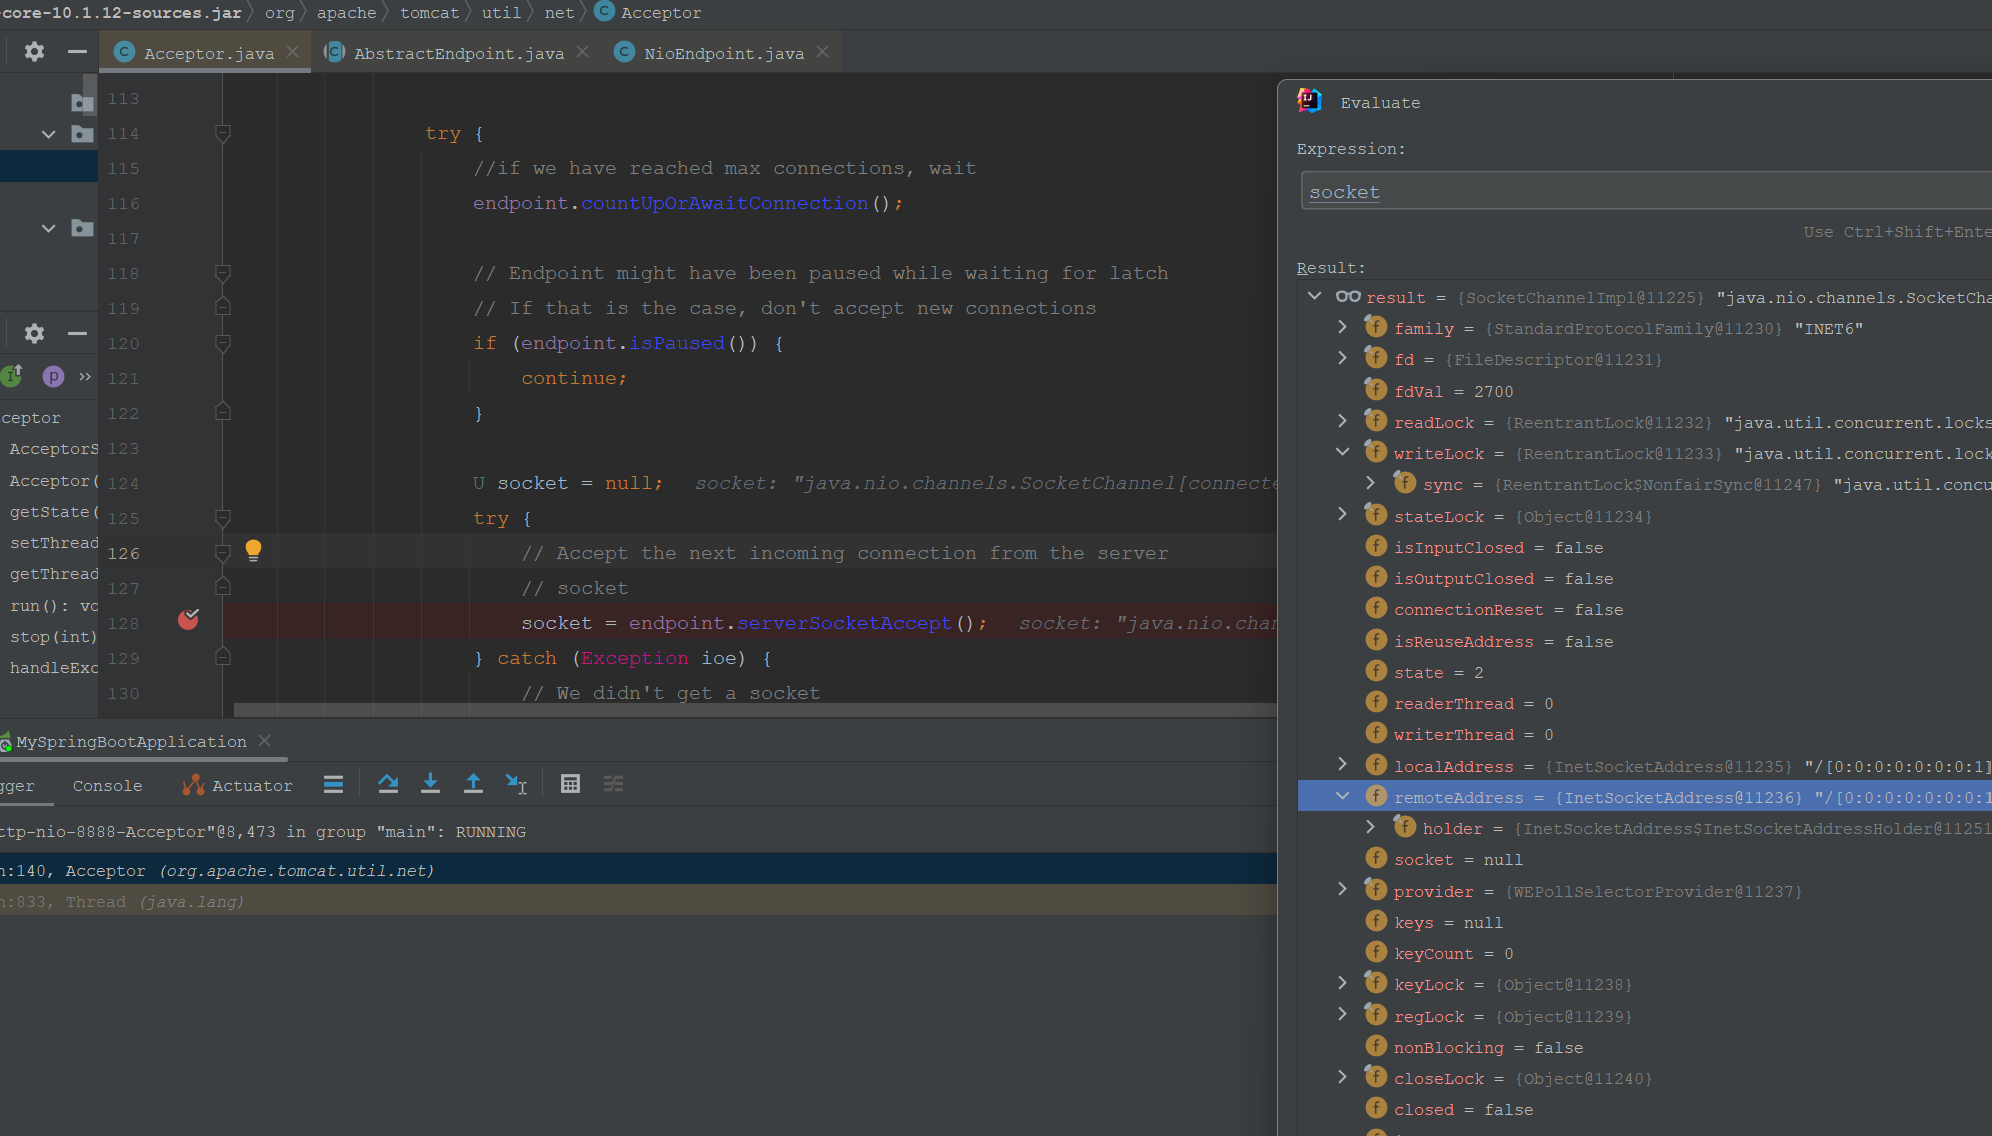 -core-10.1.12-sources.jar org apache tomcat util net Acceptor
Acceptor.java AbstractEndpoint.java NioEndpoint.java
113
114 try {
115 //if we have reached max connections, wait
116 endpoint.countUpOrAwaitConnection();
117
118 // Endpoint might have been paused while waiting for latch
119 // If that is the case, don't accept new connections
120 if (endpoint.isPaused()) {
121 continue;
122 }
123
124 U socket = null; socket: "java.nio.channels.SocketChannel[connecte
125 try {
126 // Accept the next incoming connection from the server
127 // socket
128 socket = endpoint.serverSocketAccept(); socket: "java.nio.chan
129 } catch (Exception ioe) {
130 // We didn't get a socket
ceptor
AcceptorS
Acceptor(
getState(
setThread
getThread
run(): vo
stop(int)
handleExc
MySpringBootApplication
gger Console Actuator
ttp-nio-8888-Acceptor"@8,473 in group "main": RUNNING
n:140, Acceptor (org.apache.tomcat.util.net)
n:833, Thread (java.lang)
Evaluate
Expression:
socket
Use Ctrl+Shift+Ente
Result:
result = {SocketChannelImpl@11225} "java.nio.channels.SocketCha
family = {StandardProtocolFamily@11230} "INET6"
fd = {FileDescriptor@11231}
fdVal = 2700
readLock = {ReentrantLock@11232} "java.util.concurrent.locks
writeLock = {ReentrantLock@11233} "java.util.concurrent.lock
sync = {ReentrantLock$NonfairSync@11247} "java.util.concu
stateLock = {Object@11234}
isInputClosed = false
isOutputClosed = false
connectionReset = false
isReuseAddress = false
state = 2
readerThread = 0
writerThread = 0
localAddress = {InetSocketAddress@11235} "/[0:0:0:0:0:0:0:1]
remoteAddress = {InetSocketAddress@11236} "/[0:0:0:0:0:0:0:1
holder = {InetSocketAddress$InetSocketAddressHolder@11251
socket = null
provider = {WEPollSelectorProvider@11237}
keys = null
keyCount = 0
keyLock = {Object@11238}
regLock = {Object@11239}
nonBlocking = false
closeLock = {Object@11240}
closed = false